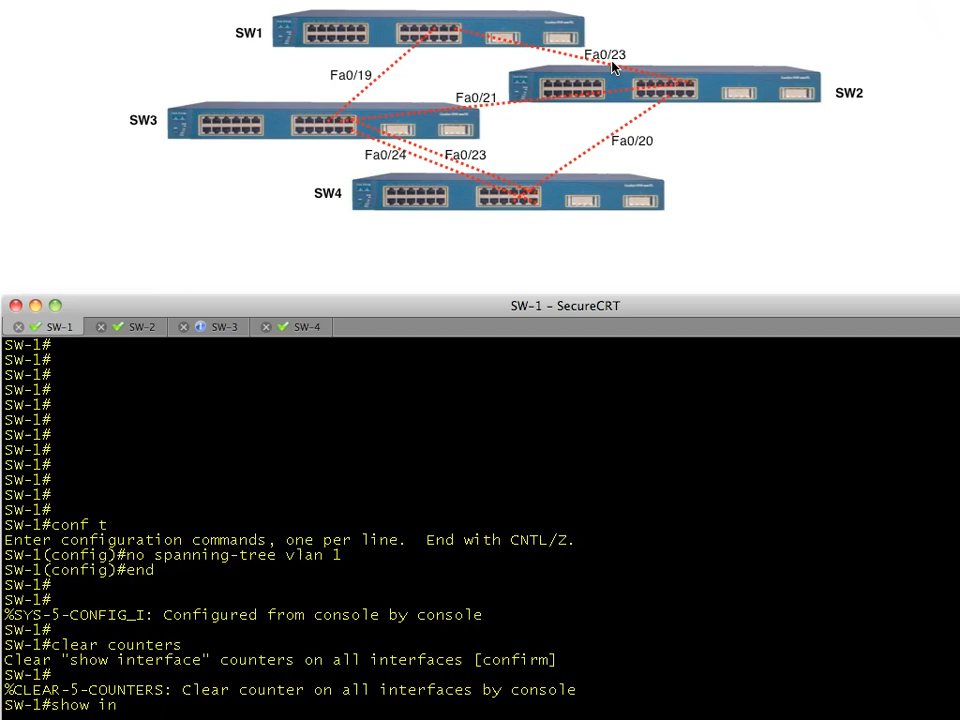 SW1
Fa0/23
Fa0/19
SW2
Fa0/21
SW3
Fa0/20
Fa0/24
Fa0/23
SW4
SW-1 – SecureCRT
SW-1
SW-2
SW-3
SW-4
SW-1#
SW-1#
SW-1#
SW-1#
SW-1#
SW-1#
SW-1#
SW-1#
SW-1#
SW-1#
SW-1#
SW-1#
SW-1#conf t
Enter configuration commands, one per line.  End with CNTL/Z.
SW-1(config)#no spanning-tree vlan 1
SW-1(config)#end
SW-1#
SW-1#
%SYS-5-CONFIG_I: Configured from console by console
SW-1#
SW-1#clear counters
Clear "show interface" counters on all interfaces [confirm]
SW-1#
%CLEAR-5-COUNTERS: Clear counter on all interfaces by console
SW-1#show in